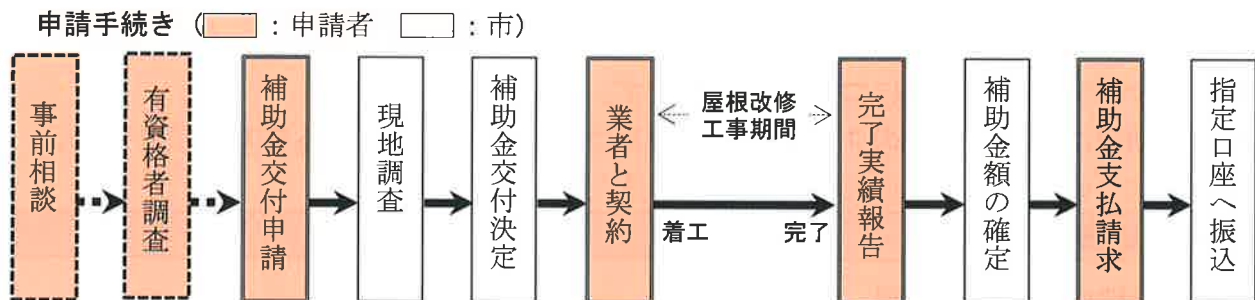 申請手続き（ ：申請者 ：市）
事前相談
有資格者調査
補助金交付申請
現地調査
補助金交付決定
業者と契約
屋根改修
工事期間
着工
完了
完了実績報告
補助金額の確定
補助金支払請求
指定口座へ振込